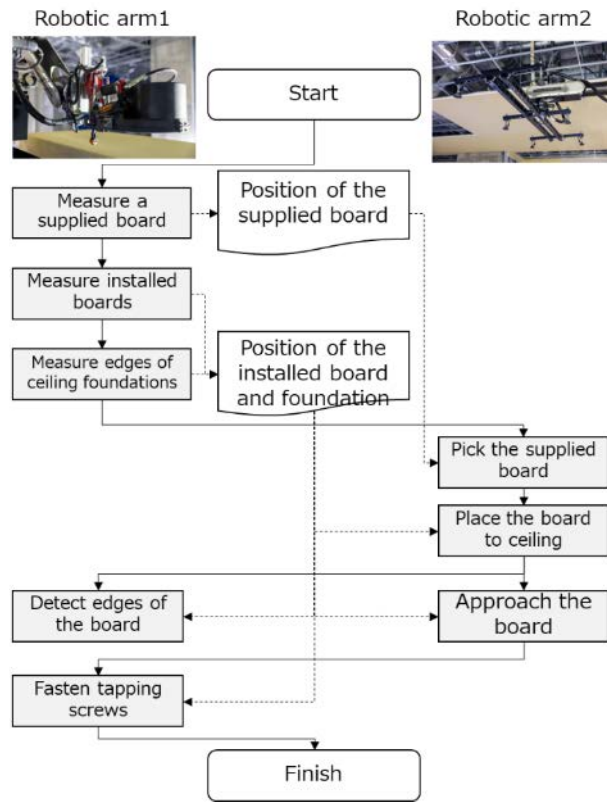 Robotic arm1
Robotic arm2
Start
Measure a
supplied board
Position of the
supplied board
Measure installed
boards
Measure edges of
ceiling foundations
Position of the
installed board
and foundation
Pick the supplied
board
Place the board
to ceiling
Detect edges of
the board
Approach the
board
Fasten tapping
screws
Finish